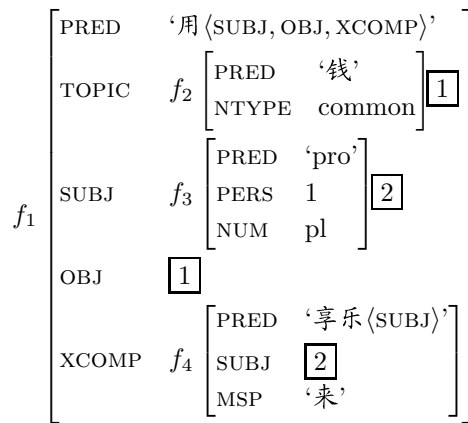 PRED ‘用⟨SUBJ, OBJ, XCOMP⟩’
TOPIC f2 PRED ‘钱’
NTYPE common 1
f1 SUBJ f3 PRED ‘pro’
PERS 1 2
NUM pl
OBJ 1
XCOMP f4 PRED ‘享乐⟨SUBJ⟩’
SUBJ 2
MSP ‘来’